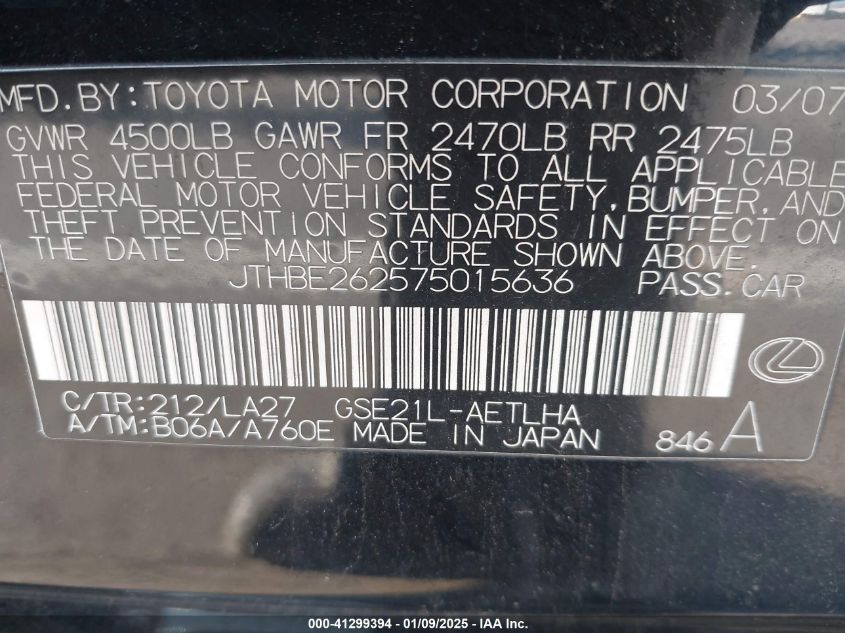 MFD. BY: TOYOTA MOTOR CORPORATION 03/07
GVWR 4500LB GAWR FR 2470LB RR 2475LB
THIS VEHICLE CONFORMS TO ALL APPLICABLE
FEDERAL MOTOR VEHICLE SAFETY, BUMPER, AND
THEFT PREVENTION STANDARDS IN EFFECT ON
THE DATE OF MANUFACTURE SHOWN ABOVE.
JTHBE262575015636 PASS. CAR
C/TR: 212/LA27 GSE21L-AETLHA
A/TM: B06A/A760E MADE IN JAPAN 846 A
000-41299394 - 01/09/2025 - IAA Inc.